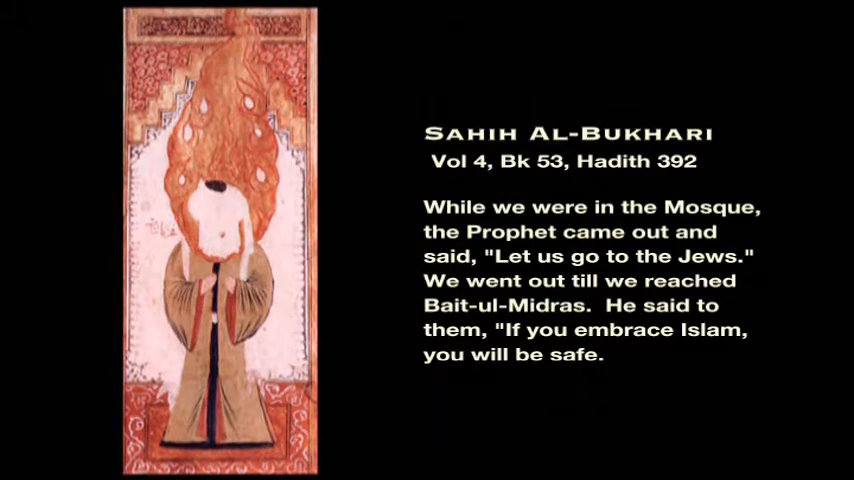 SAHIH AL-BUKHARI
Vol 4, Bk 53, Hadith 392
While we were in the Mosque,
the Prophet came out and
said, "Let us go to the Jews."
We went out till we reached
Bait-ul-Midras. He said to
them, "If you embrace Islam,
you will be safe.